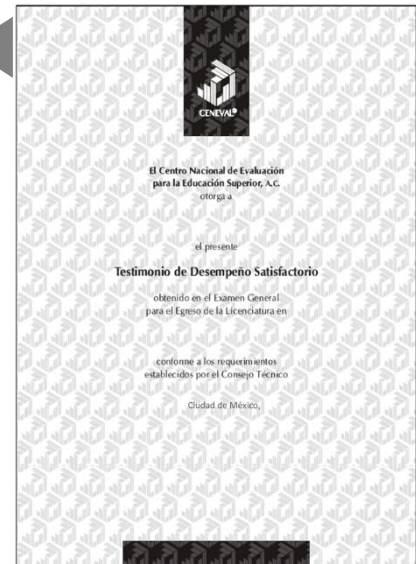 CENEVAL®
El Centro Nacional de Evaluación
para la Educación Superior, A.C.
otorga a
el presente
Testimonio de Desempeño Satisfactorio
obtenido en el Examen General
para el Egreso de la Licenciatura en
conforme a los requerimientos
establecidos por el Consejo Técnico
Ciudad de México,